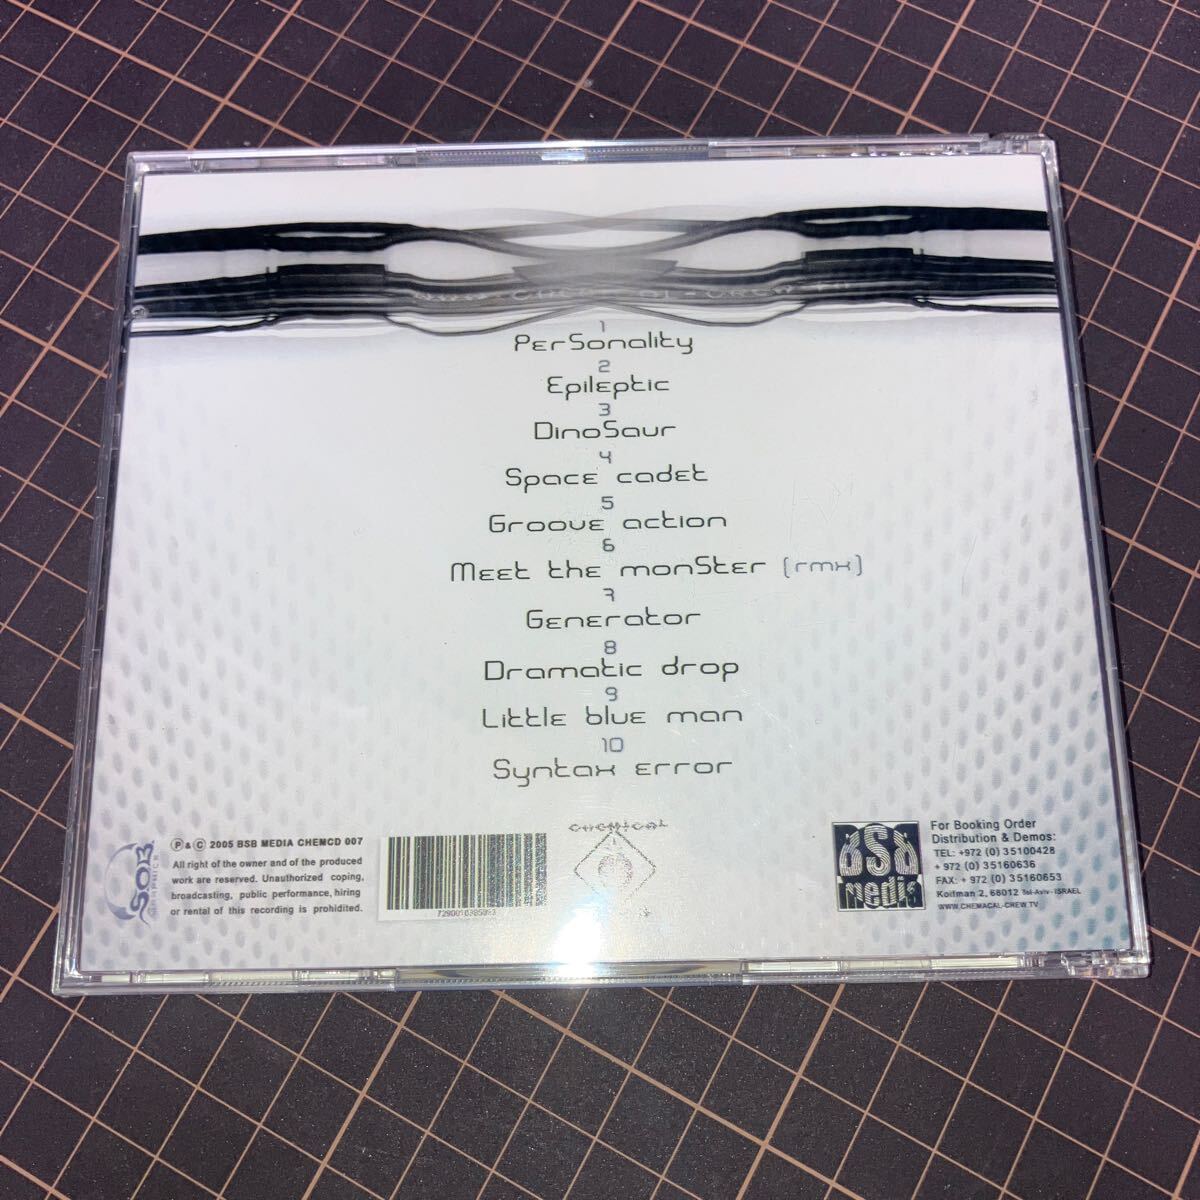 1
PerSonality
2
Epileptic
3
DinoSaur
4
Space cadet
5
Groove action
6
Meet the monSter (rmx)
7
Generator
8
Dramatic drop
9
Little blue man
10
Syntax error
SOB
GRAPHICS
Ⓟ & © 2005 BSB MEDIA CHEMCD 007
All right of the owner and of the produced
work are reserved. Unauthorized coping,
broadcasting, public performance, hiring
or rental of this recording is prohibited.
CHEMICAL
BSB
media
For Booking Order
Distribution & Demos:
TEL: +972 (0) 35100428
+ 972 (0) 35160636
FAX: + 972 (0) 35160653
Koifman 2, 68012 Tel-Aviv - ISRAEL
WWW.CHEMACAL-CREW.TV